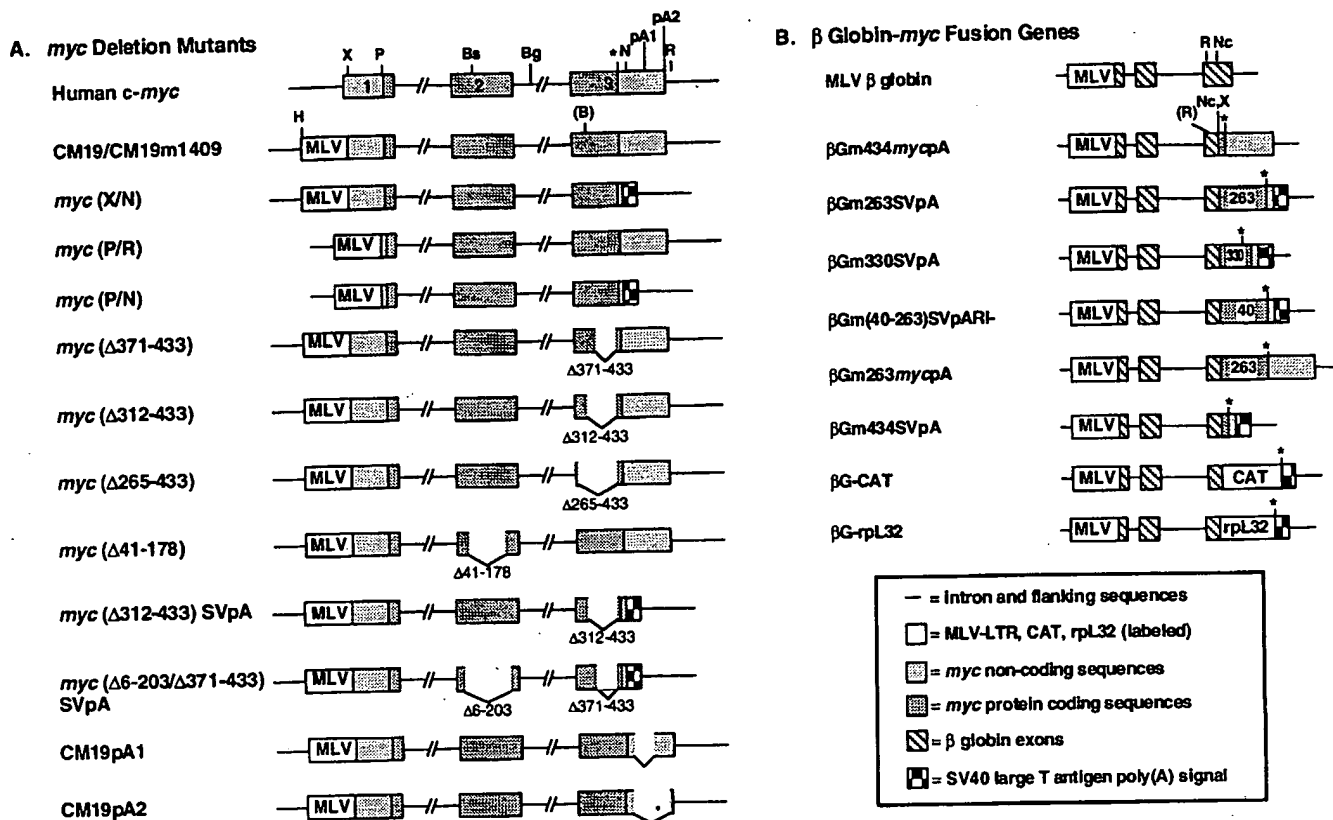 A. myc Deletion Mutants
X P Bs Bg * N pA1 pA2 R
Human c-myc 1 2 3
H (B)
CM19/CM19m1409 MLV
myc (X/N) MLV
myc (P/R) MLV
myc (P/N) MLV
myc (Δ371-433) MLV
Δ371-433
myc (Δ312-433) MLV
Δ312-433
myc (Δ265-433) MLV
Δ265-433
myc (Δ41-178) MLV
Δ41-178
myc (Δ312-433) SVpA MLV
Δ312-433
myc (Δ6-203/Δ371-433) MLV
SVpA
Δ6-203 Δ371-433
CM19pA1 MLV
CM19pA2 MLV
B. β Globin-myc Fusion Genes
R Nc
MLV β globin MLV
Nc,X
(R) *
βGm434mycpA MLV
*
βGm263SVpA MLV 263
*
βGm330SVpA MLV 330
*
βGm(40-263)SVpARI- MLV 40
*
βGm263mycpA MLV 263
*
βGm434SVpA MLV
*
βG-CAT MLV CAT
*
βG-rpL32 MLV rpL32
– = intron and flanking sequences
= MLV-LTR, CAT, rpL32 (labeled)
= myc non-coding sequences
= myc protein coding sequences
= β globin exons
= SV40 large T antigen poly(A) signal